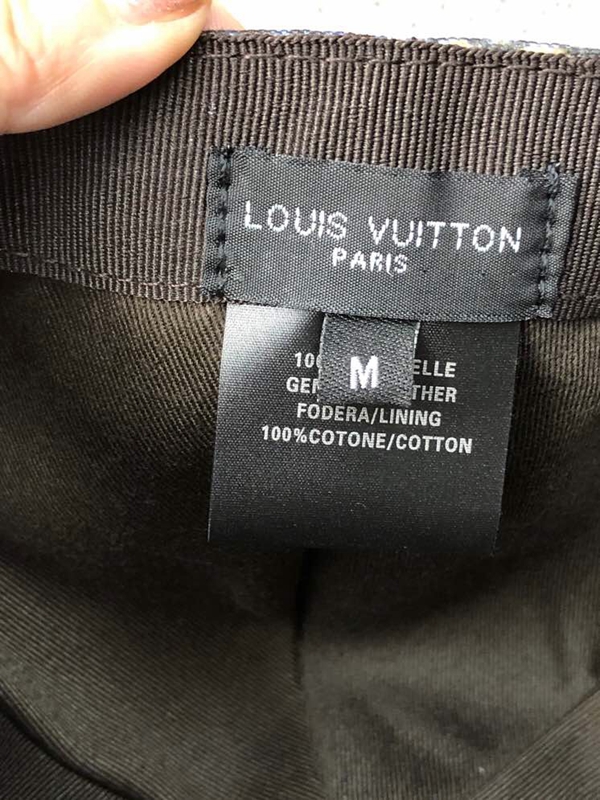 LOUIS VUITTON
PARIS
M
FODERA/LINING
100%COTONE/COTTON